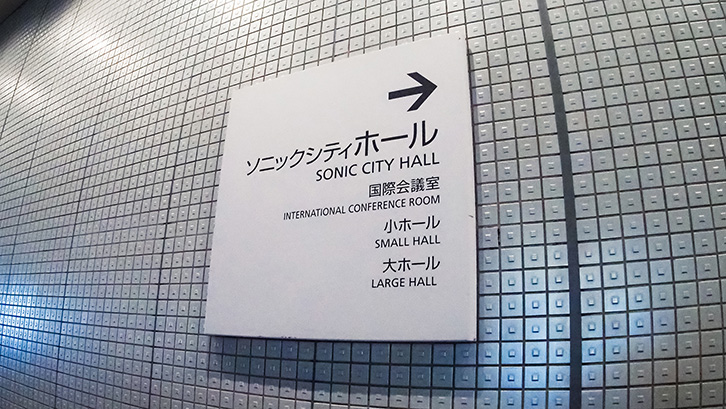 ソニックシティホール
SONIC CITY HALL
国際会議室
INTERNATIONAL CONFERENCE ROOM
小ホール
SMALL HALL
大ホール
LARGE HALL